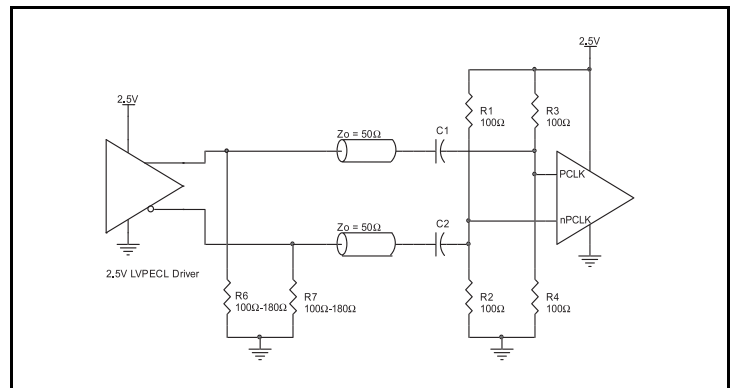 2.5V
2.5V
R1
100Ω
R3
100Ω
Zo = 50Ω
C1
PCLK
Zo = 50Ω
C2
nPCLK
2.5V LVPECL Driver
R6
100Ω-180Ω
R7
100Ω-180Ω
R2
100Ω
R4
100Ω